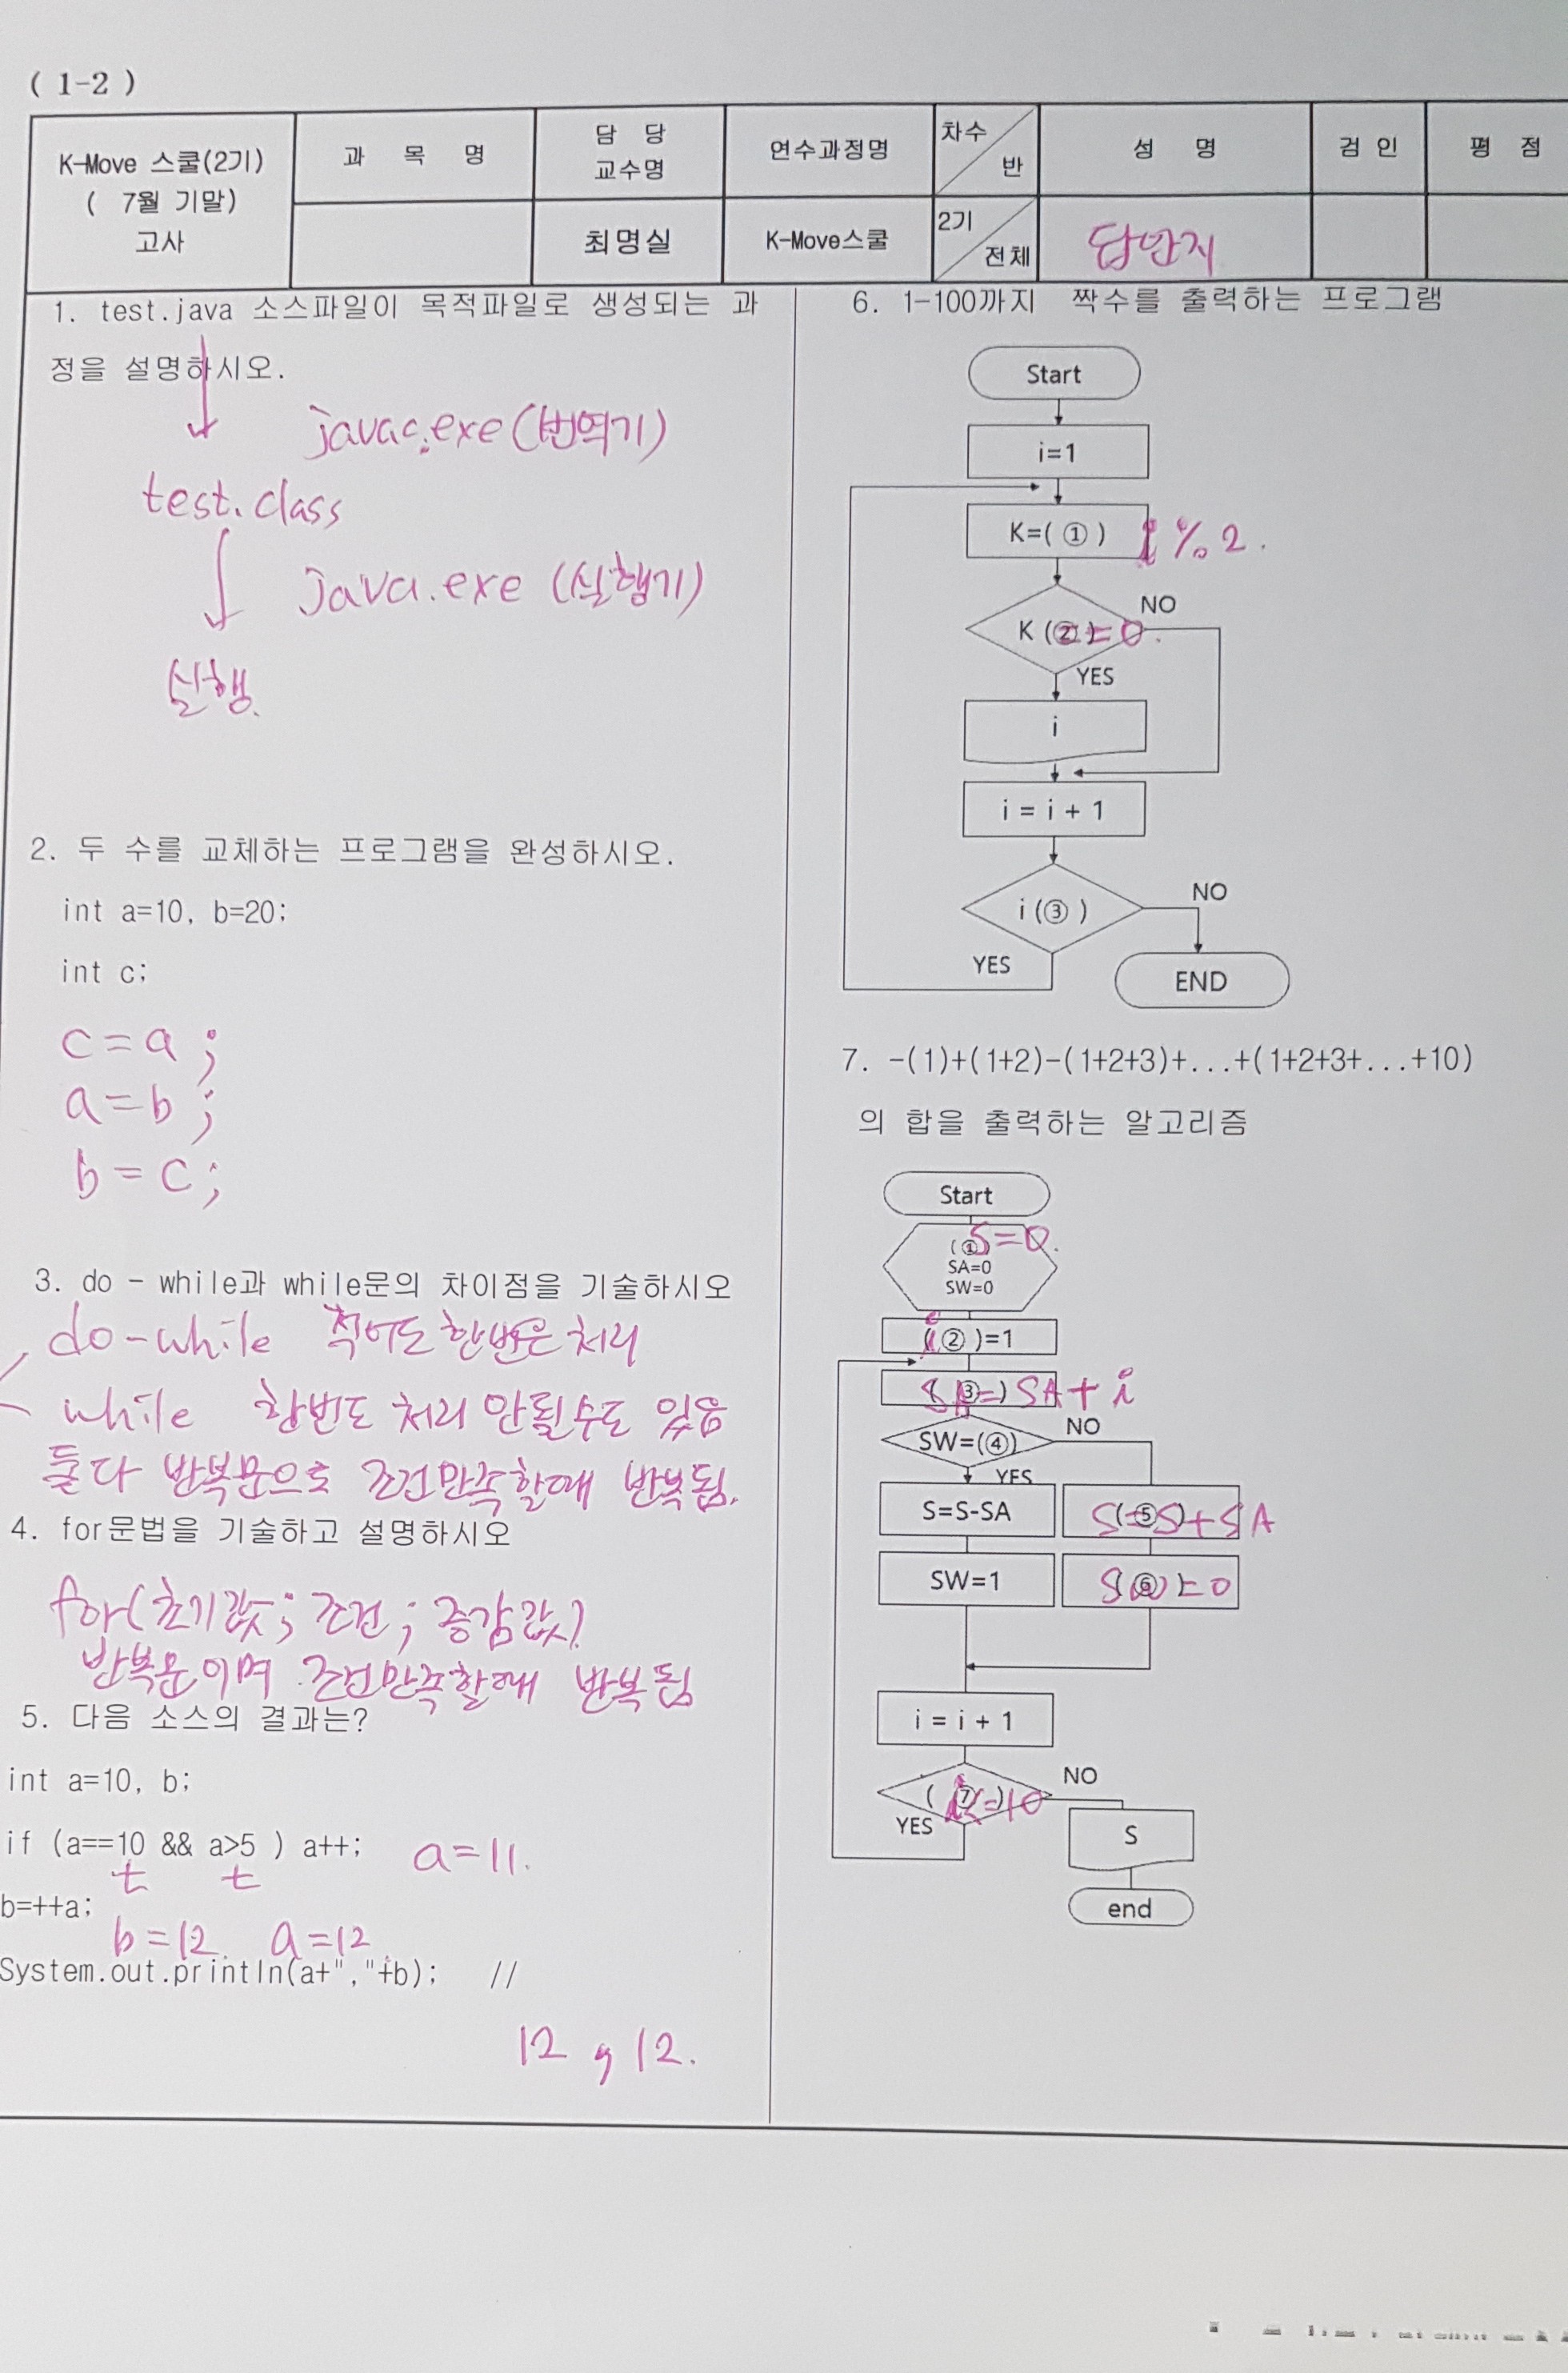 ( 1-2 )
K-Move 스쿨(2기)
( 7월 기말)
고사
과 목 명
담 당
교수명
최명실
연수과정명
K-Move스쿨
차수
반
2기
전체
성 명
답안지
검 인
평 점
1. test.java 소스파일이 목적파일로 생성되는 과
정을 설명하시오.
javac.exe (번역기)
test.class
java.exe (실행기)
실행.
2. 두 수를 교체하는 프로그램을 완성하시오.
int a=10, b=20;
int c;
c=a;
a=b;
b=c;
3. do - while과 while문의 차이점을 기술하시오
do-while 적어도 한번은 처리
while 한번도 처리 안될수도 있음
둘다 반복문으로 조건만족할때 반복됨.
4. for문법을 기술하고 설명하시오
for(초기값; 조건; 증감값)
반복문이며 조건만족할때 반복됨
5. 다음 소스의 결과는?
int a=10, b;
if (a==10 && a>5 ) a++; a=11.
t t
b=++a;
b=12. a=12
System.out.println(a+","+b); //
12 , 12.
6. 1-100까지 짝수를 출력하는 프로그램
Start
i=1
K=( ① ) i % 2.
K (②) = 0.
NO
YES
i
i = i + 1
i (③ )
NO
YES
END
7. -(1)+(1+2)-(1+2+3)+...+(1+2+3+...+10)
의 합을 출력하는 알고리즘
Start
(①) S=0.
SA=0
SW=0
( ② )=1 i
( ③ ) SA=SA+i
SW=(④)
NO
YES
S=S-SA
(⑤) S=S+SA
SW=1
(⑥) SW=0
i = i + 1
( ⑦ ) i<=10
NO
YES
S
end